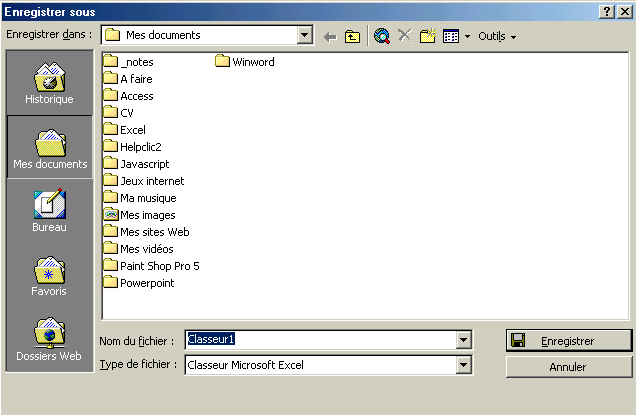 Enregistrer sous
Enregistrer dans : Mes documents Outils
Historique
Mes documents
Bureau
Favoris
Dossiers Web
_notes
A faire
Access
CV
Excel
Helpclic2
Javascript
Jeux internet
Ma musique
Mes images
Mes sites Web
Mes vidéos
Paint Shop Pro 5
Powerpoint
Winword
Nom du fichier : Classeur1 Enregistrer
Type de fichier : Classeur Microsoft Excel Annuler